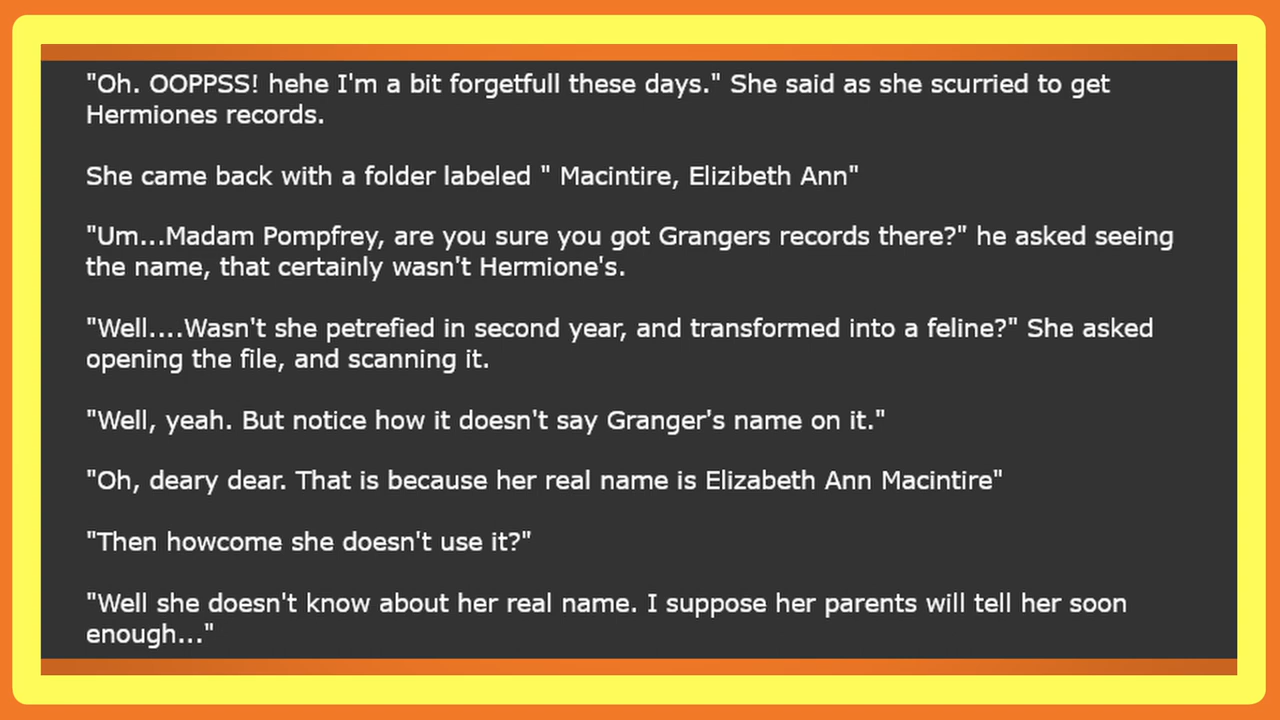 "Oh. OOPPSS! hehe I'm a bit forgetfull these days." She said as she scurried to get
Hermiones records.
She came back with a folder labeled " Macintire, Elizibeth Ann"
"Um...Madam Pompfrey, are you sure you got Grangers records there?" he asked seeing
the name, that certainly wasn't Hermione's.
"Well....Wasn't she petrefied in second year, and transformed into a feline?" She asked
opening the file, and scanning it.
"Well, yeah. But notice how it doesn't say Granger's name on it."
"Oh, deary dear. That is because her real name is Elizabeth Ann Macintire"
"Then howcome she doesn't use it?"
"Well she doesn't know about her real name. I suppose her parents will tell her soon
enough..."